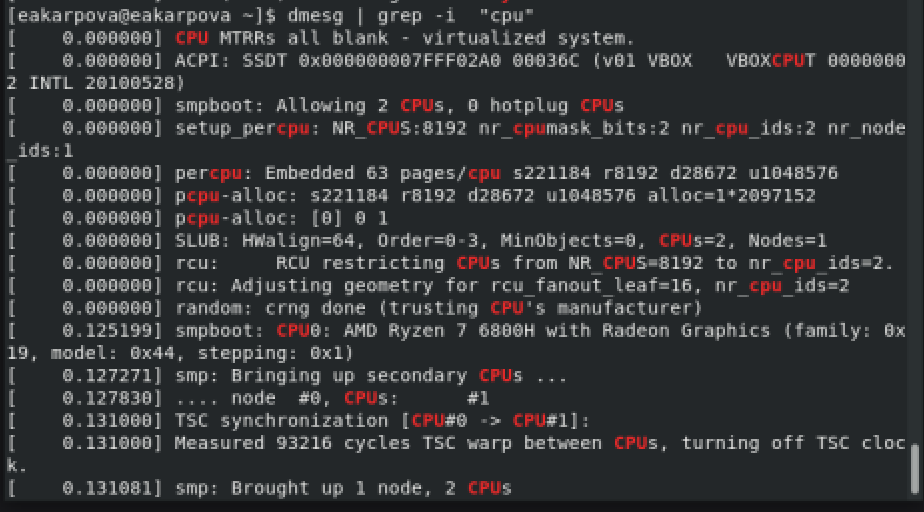 [eakarpova@eakarpova ~]$ dmesg | grep -i  "cpu"
[    0.000000] CPU MTRRs all blank - virtualized system.
[    0.000000] ACPI: SSDT 0x000000007FFF02A0 00036C (v01 VBOX   VBOXCPUT 0000000
2 INTL 20100528)
[    0.000000] smpboot: Allowing 2 CPUs, 0 hotplug CPUs
[    0.000000] setup_percpu: NR_CPUS:8192 nr_cpumask_bits:2 nr_cpu_ids:2 nr_node
_ids:1
[    0.000000] percpu: Embedded 63 pages/cpu s221184 r8192 d28672 u1048576
[    0.000000] pcpu-alloc: s221184 r8192 d28672 u1048576 alloc=1*2097152
[    0.000000] pcpu-alloc: [0] 0 1
[    0.000000] SLUB: HWalign=64, Order=0-3, MinObjects=0, CPUs=2, Nodes=1
[    0.000000] rcu:     RCU restricting CPUs from NR_CPUS=8192 to nr_cpu_ids=2.
[    0.000000] rcu: Adjusting geometry for rcu_fanout_leaf=16, nr_cpu_ids=2
[    0.000000] random: crng done (trusting CPU's manufacturer)
[    0.125199] smpboot: CPU0: AMD Ryzen 7 6800H with Radeon Graphics (family: 0x
19, model: 0x44, stepping: 0x1)
[    0.127271] smp: Bringing up secondary CPUs ...
[    0.127830] .... node  #0, CPUs:      #1
[    0.131000] TSC synchronization [CPU#0 -> CPU#1]:
[    0.131000] Measured 93216 cycles TSC warp between CPUs, turning off TSC cloc
k.
[    0.131081] smp: Brought up 1 node, 2 CPUs